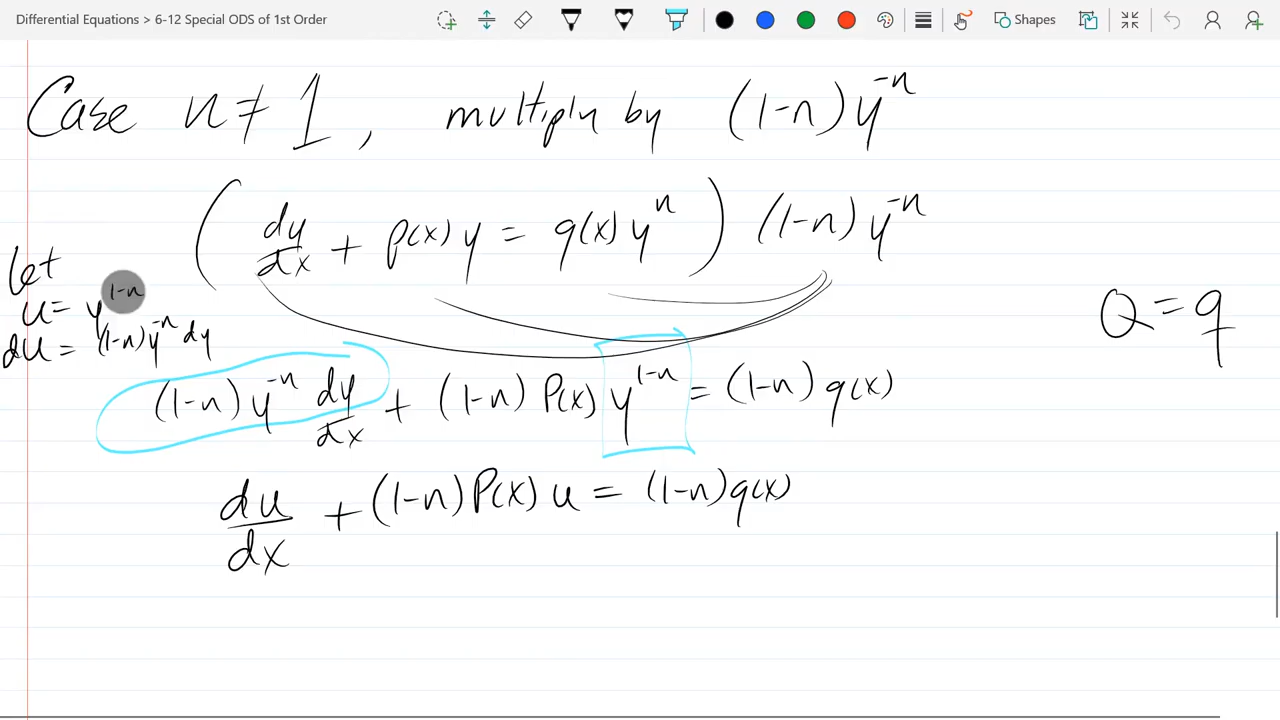 Differential Equations > 6-12 Special ODS of 1st Order
Shapes
Case n ≠ 1, multiply by (1-n) y^{-n}
( dy/dx + p(x) y = q(x) y^n ) (1-n) y^{-n}
let
u = y^{1-n}
du = (1-n) y^{-n} dy
Q = q
(1-n) y^{-n} dy/dx + (1-n) P(x) y^{1-n} = (1-n) q(x)
du/dx + (1-n) P(x) u = (1-n) q(x)